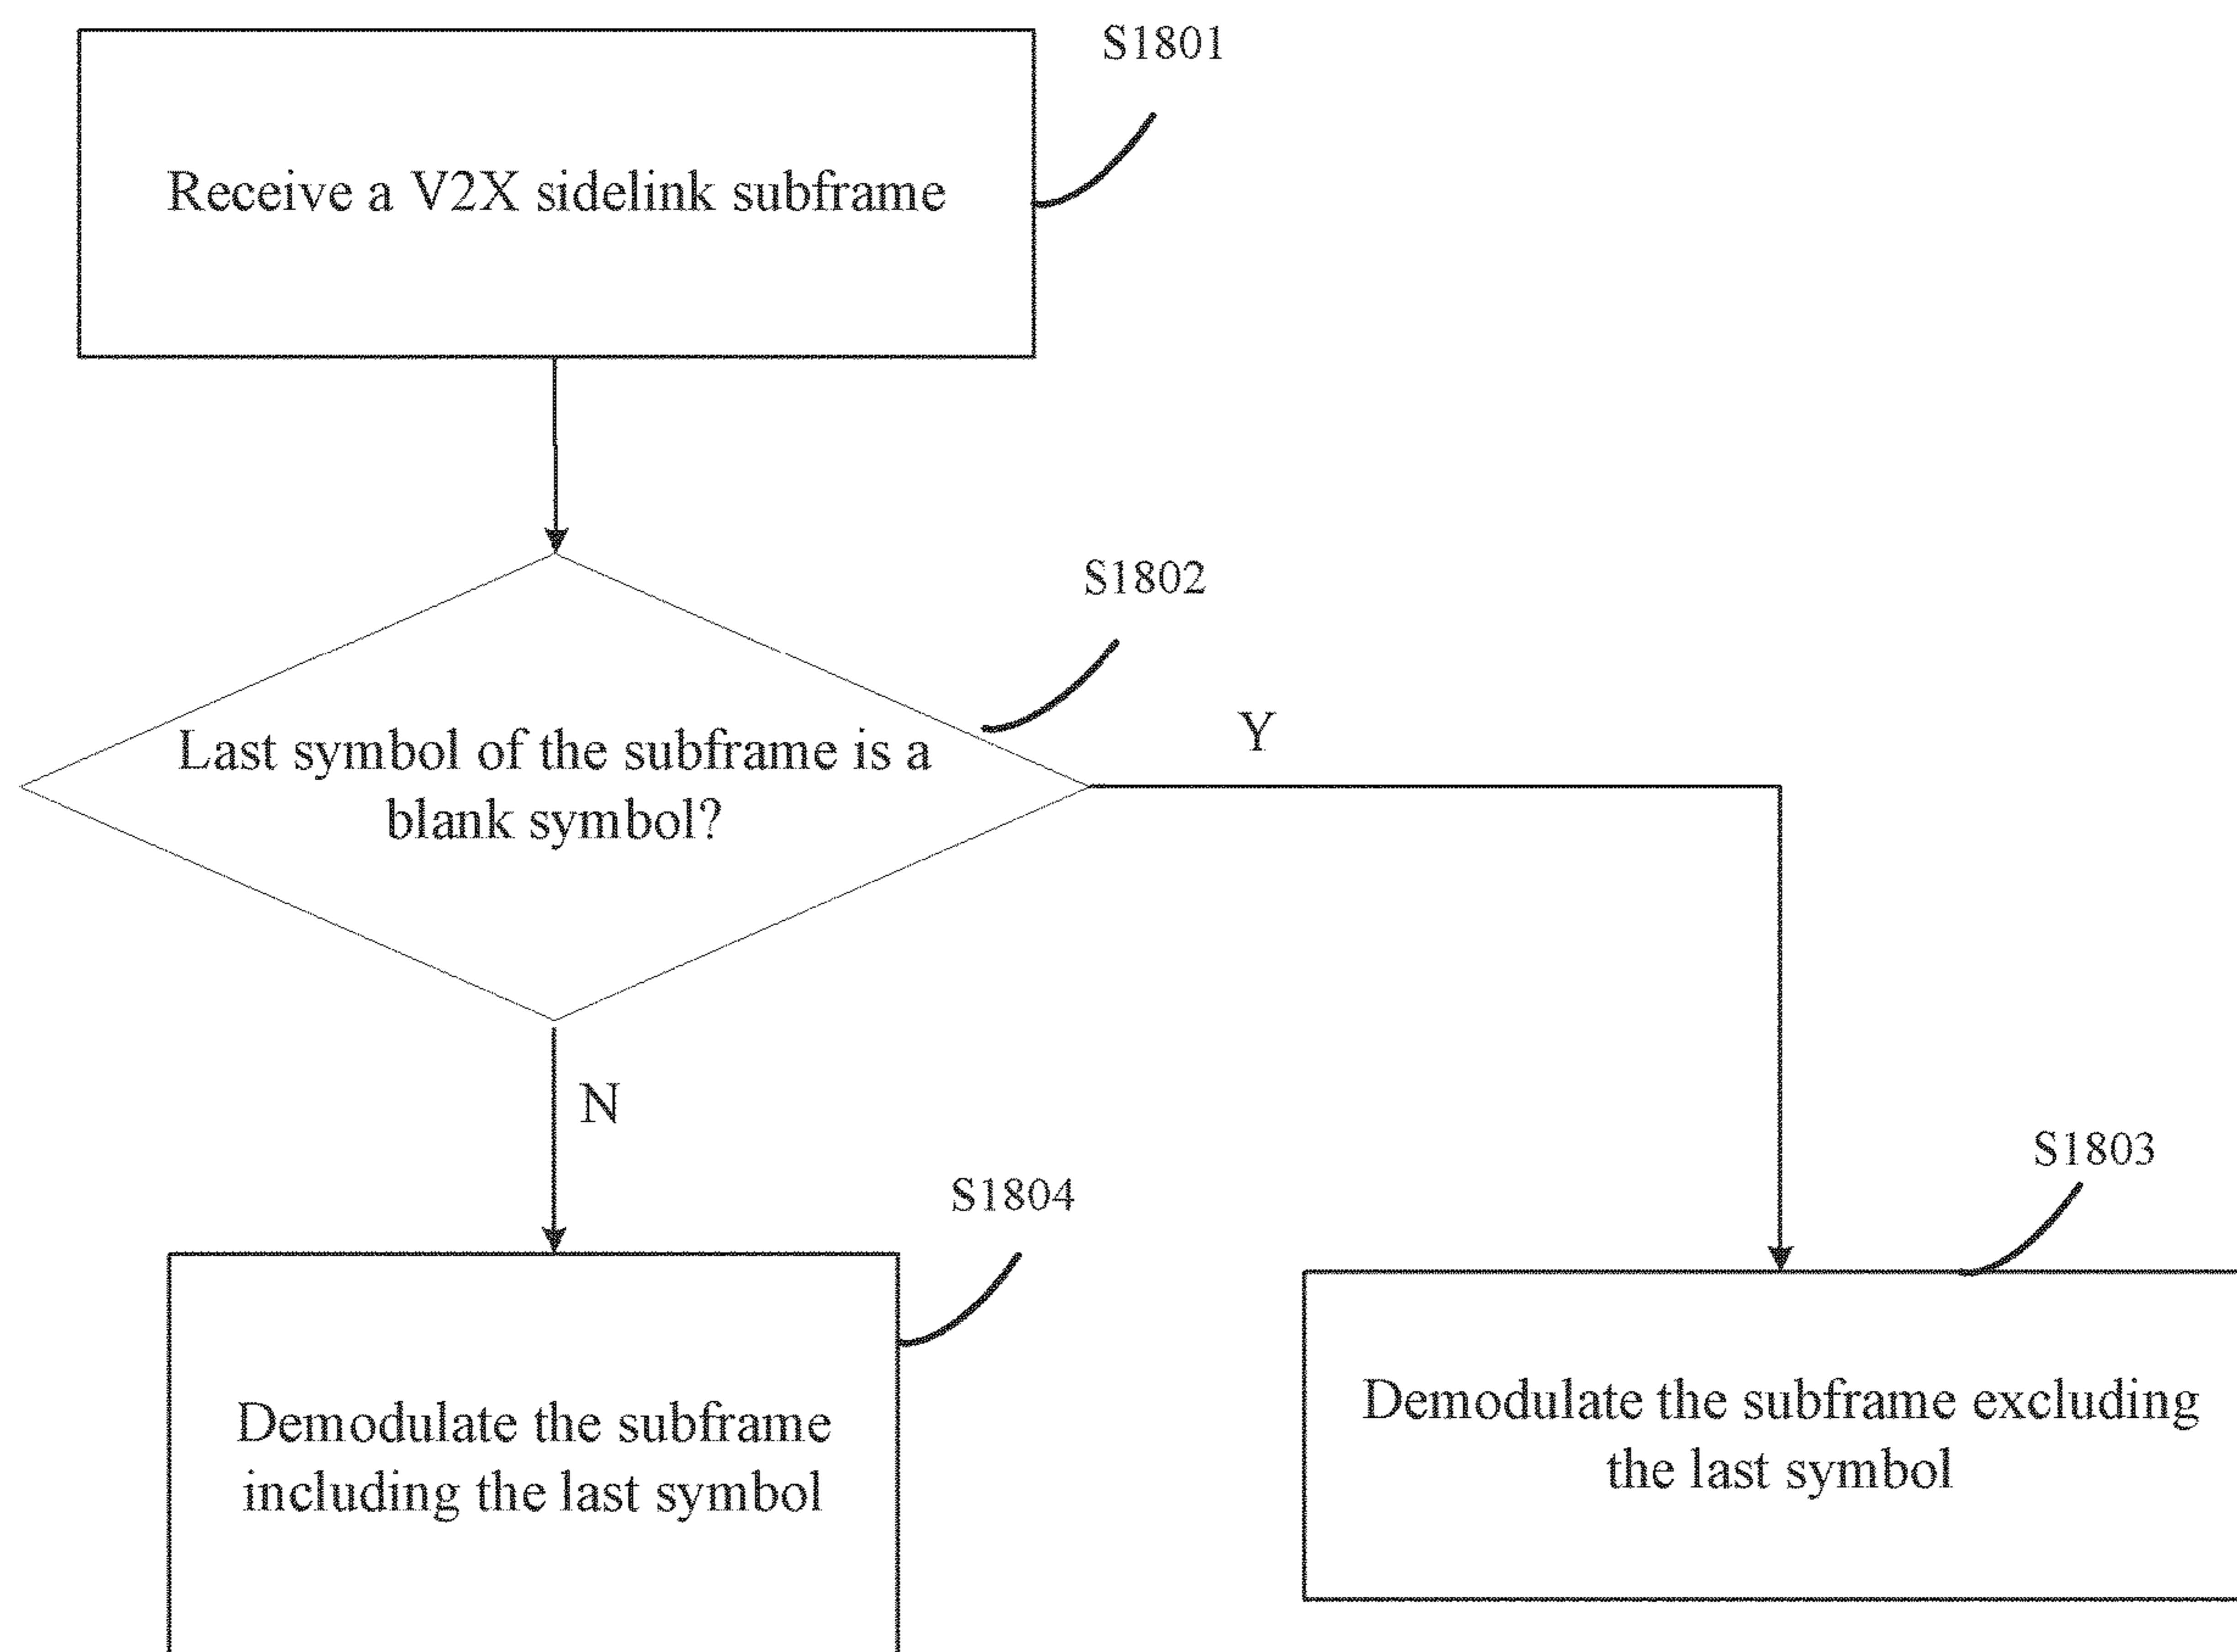 S1801
Receive a V2X sidelink subframe
S1802
Last symbol of the subframe is a
blank symbol?
Y
N
S1804
Demodulate the subframe
including the last symbol
S1803
Demodulate the subframe excluding
the last symbol